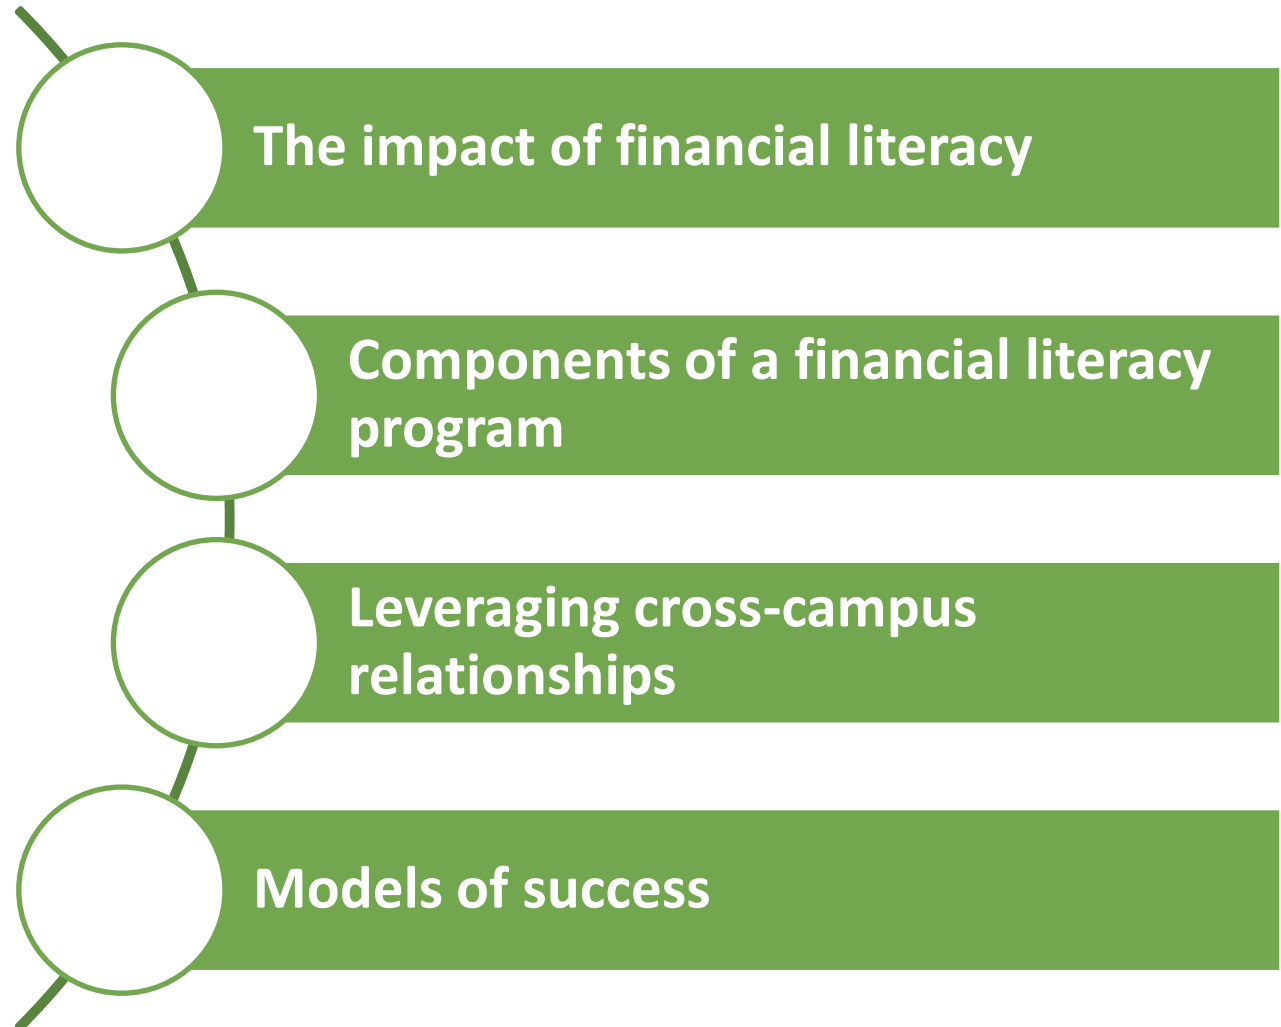 The impact of financial literacy
Components of a financial literacy
program
Leveraging cross-campus
relationships
Models of success